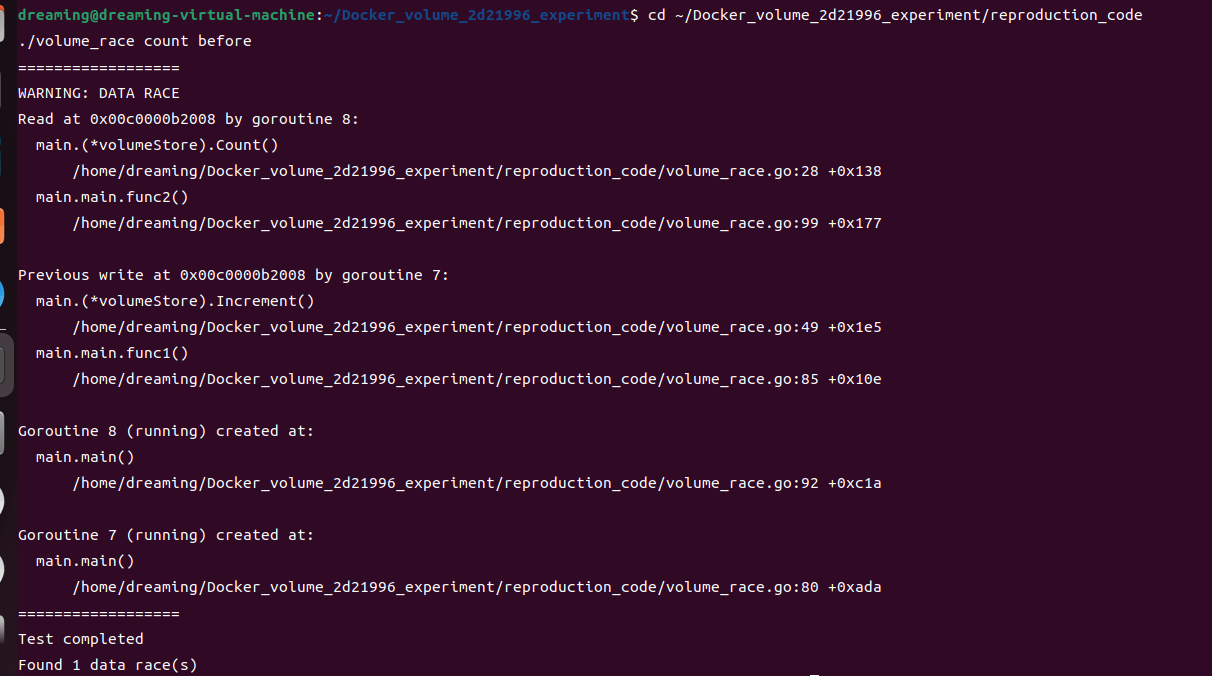 dreaming@dreaming-virtual-machine:~/Docker_volume_2d21996_experiment$ cd ~/Docker_volume_2d21996_experiment/reproduction_code
./volume_race count before
==================
WARNING: DATA RACE
Read at 0x00c0000b2008 by goroutine 8:
  main.(*volumeStore).Count()
      /home/dreaming/Docker_volume_2d21996_experiment/reproduction_code/volume_race.go:28 +0x138
  main.main.func2()
      /home/dreaming/Docker_volume_2d21996_experiment/reproduction_code/volume_race.go:99 +0x177

Previous write at 0x00c0000b2008 by goroutine 7:
  main.(*volumeStore).Increment()
      /home/dreaming/Docker_volume_2d21996_experiment/reproduction_code/volume_race.go:49 +0x1e5
  main.main.func1()
      /home/dreaming/Docker_volume_2d21996_experiment/reproduction_code/volume_race.go:85 +0x10e

Goroutine 8 (running) created at:
  main.main()
      /home/dreaming/Docker_volume_2d21996_experiment/reproduction_code/volume_race.go:92 +0xc1a

Goroutine 7 (running) created at:
  main.main()
      /home/dreaming/Docker_volume_2d21996_experiment/reproduction_code/volume_race.go:80 +0xada
==================
Test completed
Found 1 data race(s)